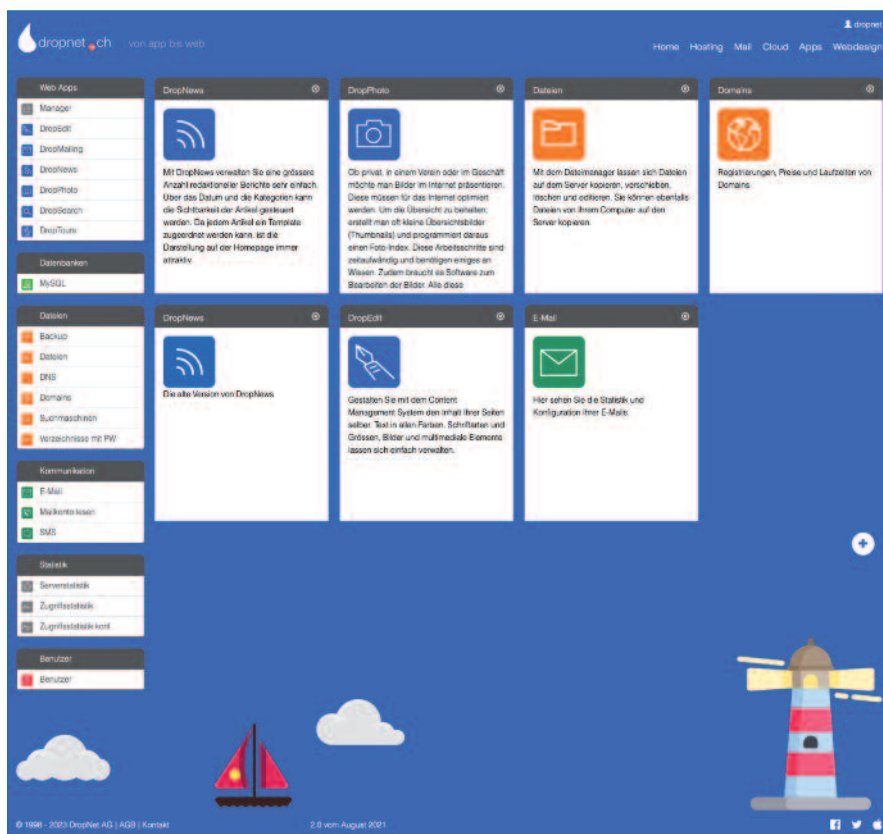 dropnet
dropnet.ch von app bis web
Home Hosting Mail Cloud Apps Webdesign
Web Apps
Manager
DropEdit
DropMailing
DropNews
DropPhoto
DropSearch
DropTours
Datenbanken
MySQL
Dateien
Backup
Dateien
DNS
Domains
Suchmaschinen
Verzeichnisse mit PW
Kommunikation
E-Mail
Mailkonto lesen
SMS
Statistik
Serverstatistik
Zugriffsstatistik
Zugriffsstatistik konf.
Benutzer
Benutzer
DropNews
Mit DropNews verwalten Sie eine grössere
Anzahl redaktioneller Berichte sehr einfach.
Über das Datum und die Kategorien kann
die Sichtbarkeit der Artikel gesteuert
werden. Da jedem Artikel ein Template
zugeordnet werden kann, ist die
Darstellung auf der Homepage immer
attraktiv.
DropPhoto
Ob privat, in einem Verein oder im Geschäft
möchte man Bilder im Internet präsentieren.
Diese müssen für das Internet optimiert
werden. Um die Übersicht zu behalten,
erstellt man oft kleine Übersichtsbilder
(Thumbnails) und programmiert daraus
einen Foto-Index. Diese Arbeitsschritte sind
zeitaufwändig und benötigen einiges an
Wissen. Zudem braucht es Software zum
Bearbeiten der Bilder. Alle diese
Dateien
Mit dem Dateimanager lassen sich Dateien
auf dem Server kopieren, verschieben,
löschen und editieren. Sie können ebenfalls
Dateien von Ihrem Computer auf den
Server kopieren.
Domains
Registrierungen, Preise und Laufzeiten von
Domains.
DropNews
Die alte Version von DropNews
DropEdit
Gestalten Sie mit dem Content
Management System den Inhalt Ihrer Seiten
selber. Text in allen Farben, Schriftarten und
Grössen, Bilder und multimediale Elemente
lassen sich einfach verwalten.
E-Mail
Hier sehen Sie die Statistik und
Konfiguration Ihrer E-Mails.
© 1998 - 2023 DropNet AG | AGB | Kontakt
2.0 vom August 2021